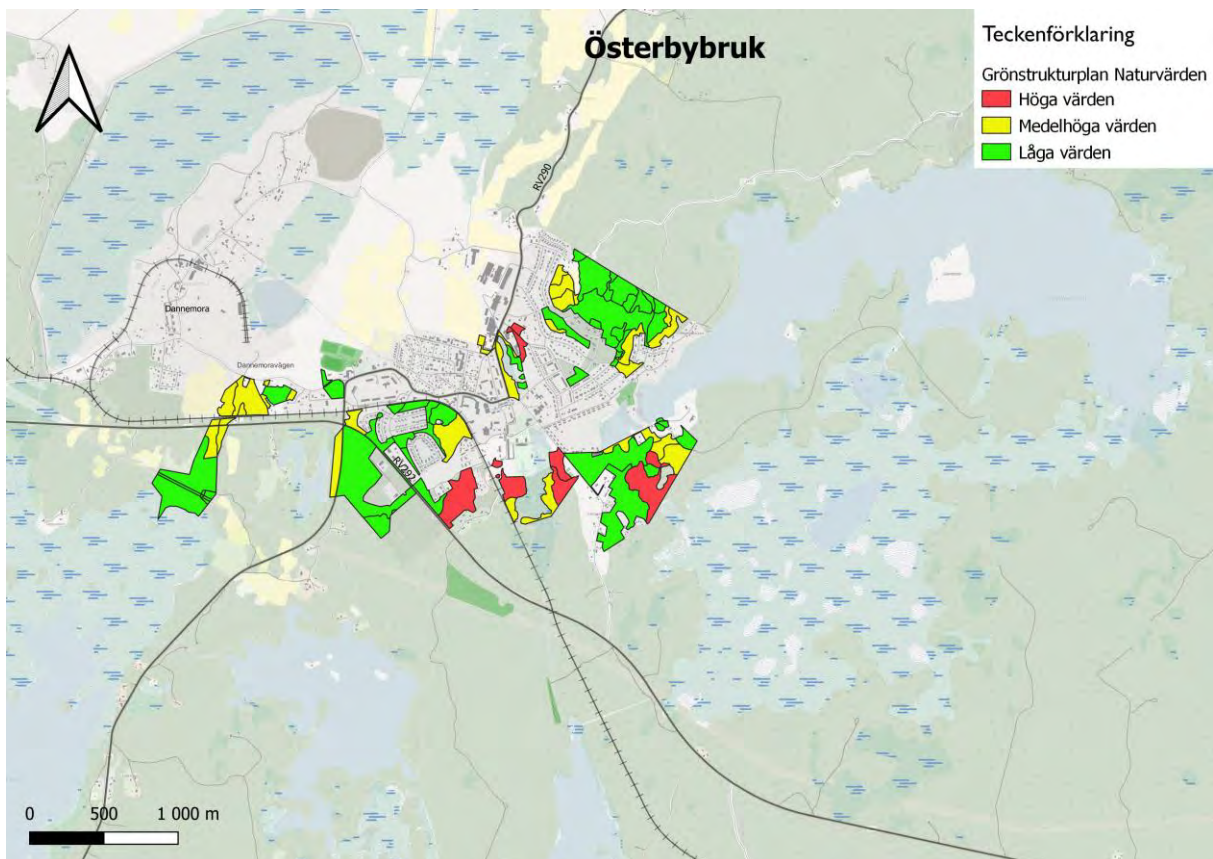 Österbybruk
Teckenförklaring
Grönstrukturplan Naturvärden
Höga värden
Medelhöga värden
Låga värden
RV290
Dannemora
Dannemoravägen
RV292
0 500 1 000 m